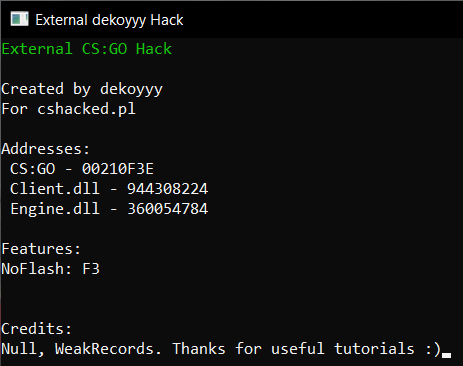 External dekoyyy Hack
External CS:GO Hack
Created by dekoyyy
For cshacked.pl
Addresses:
CS:GO - 00210F3E
Client.dll - 944308224
Engine.dll - 360054784
Features:
NoFlash: F3
Credits:
Null, WeakRecords. Thanks for useful tutorials :)